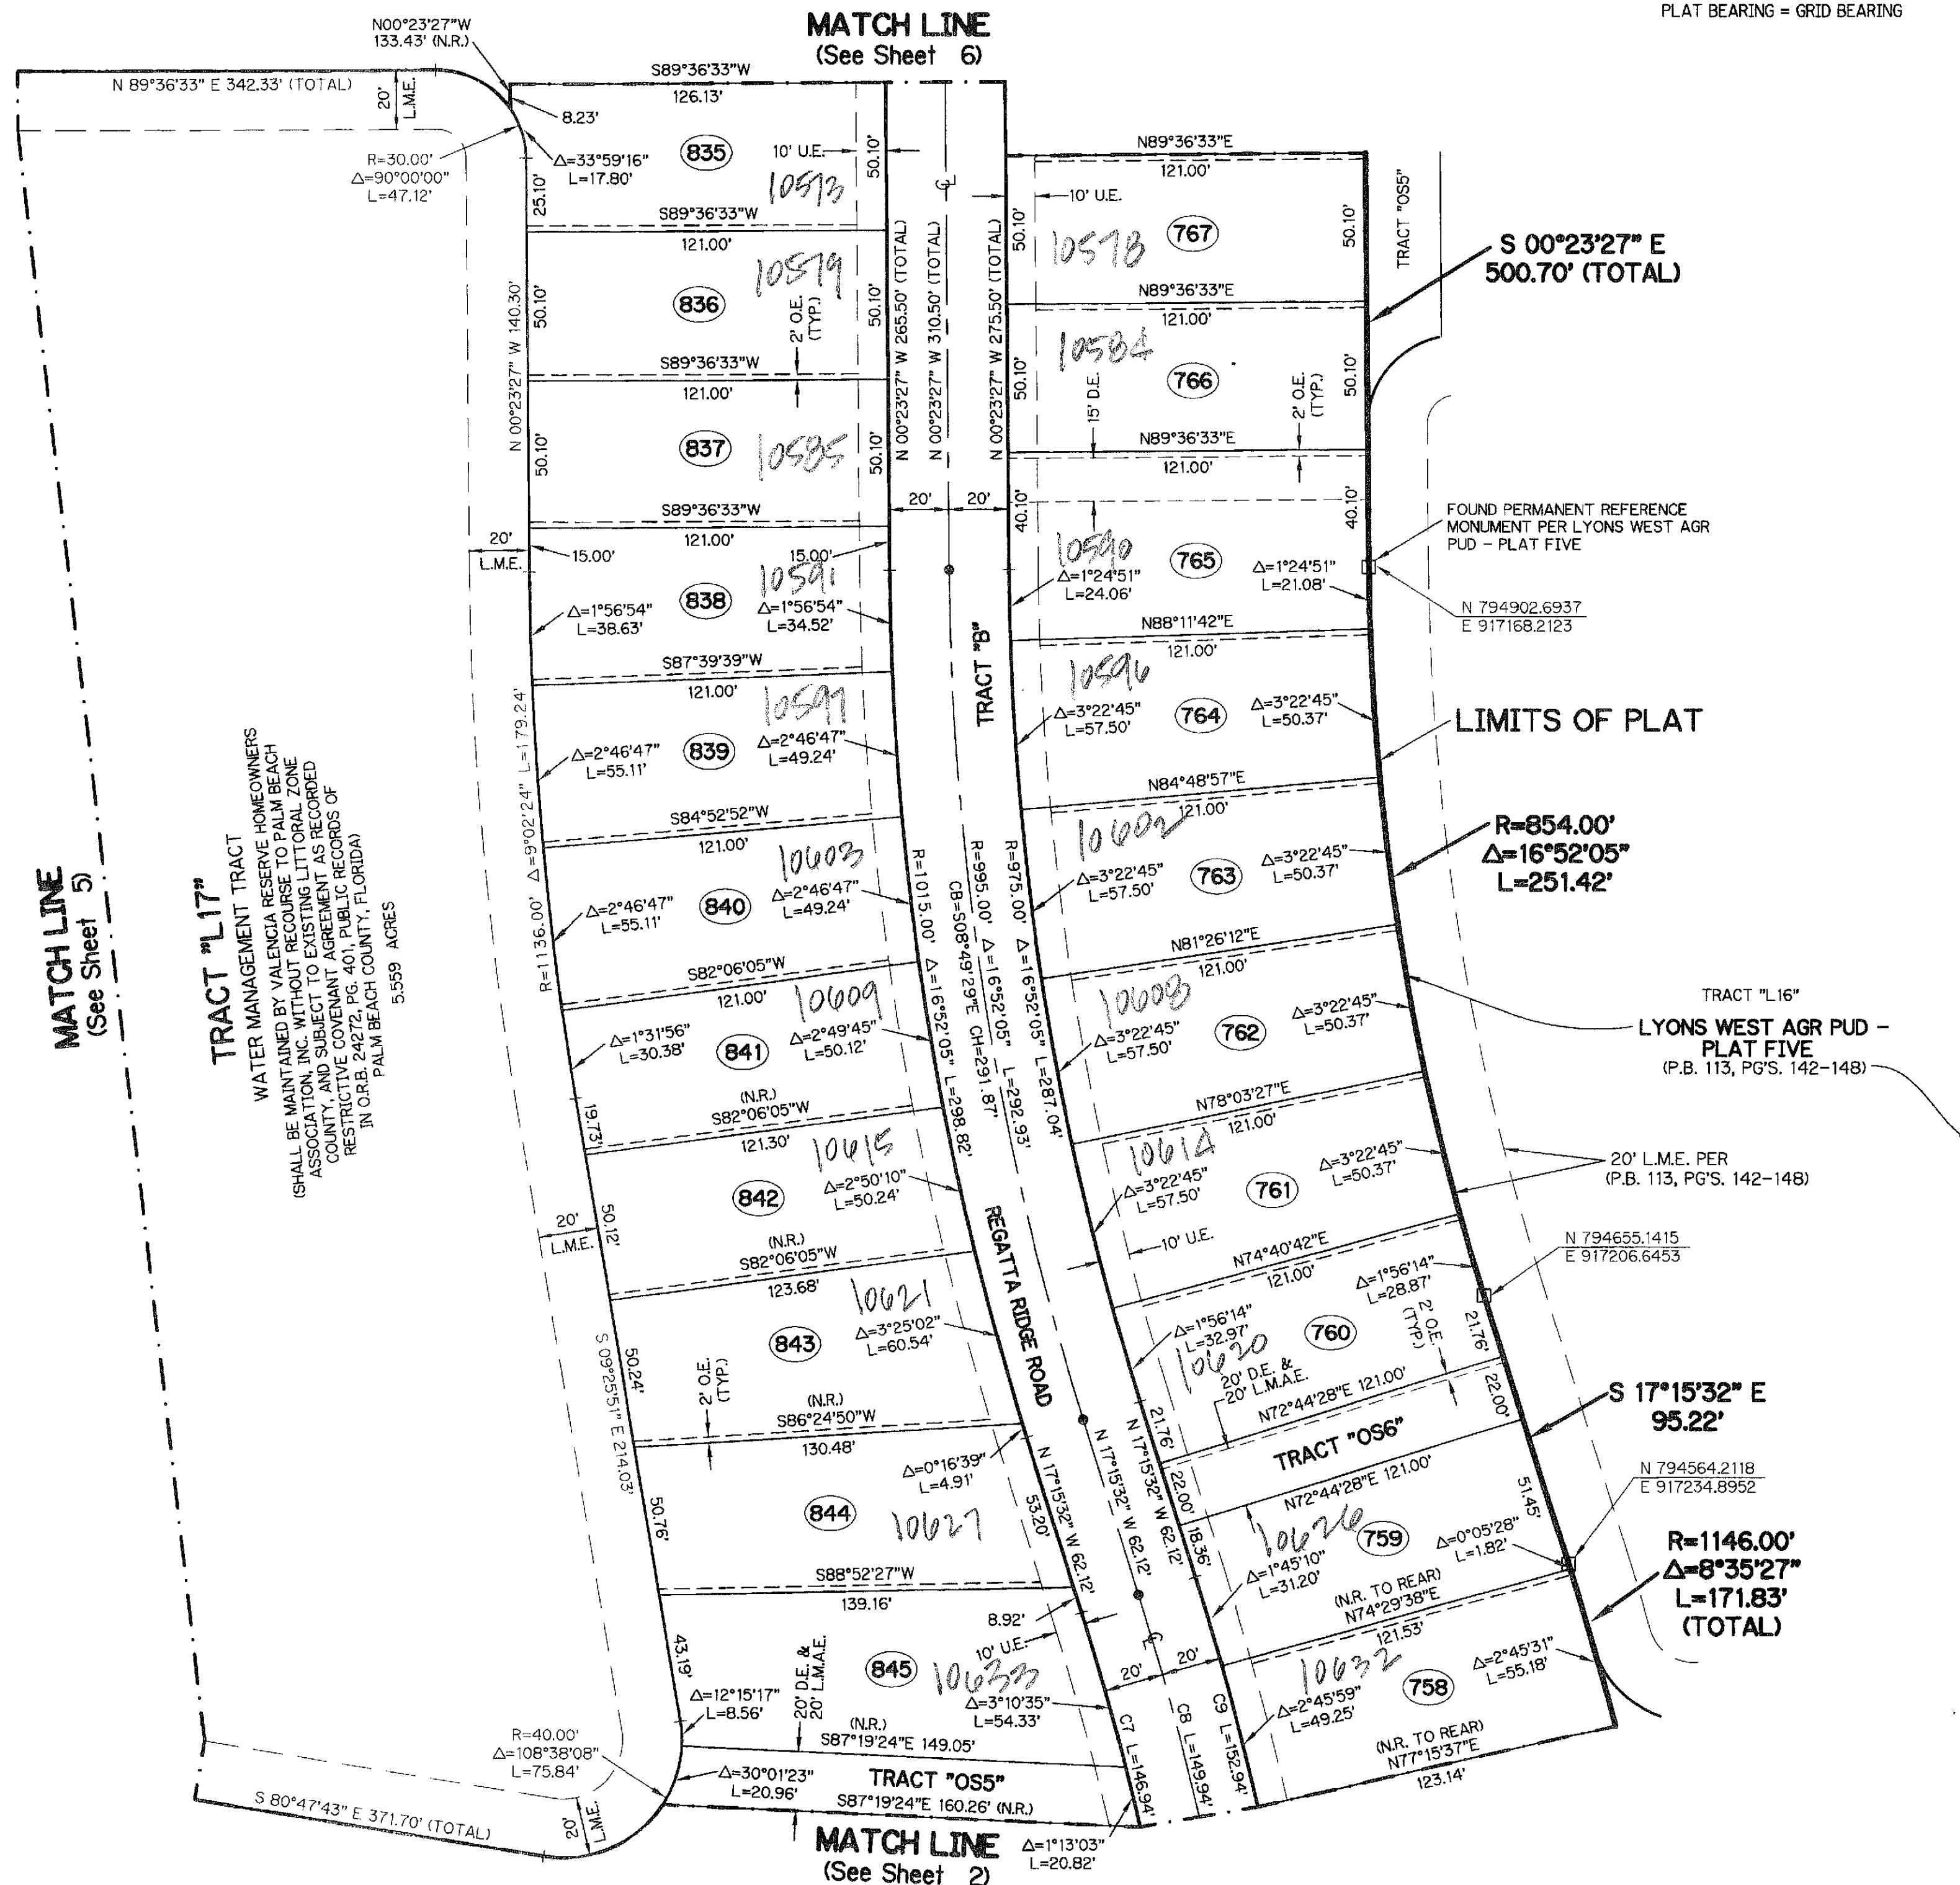 PLAT BEARING = GRID BEARING
MATCH LINE
(See Sheet 6)
N00°23'27"W
133.43' (N.R.)
N 89°36'33" E 342.33' (TOTAL)
20'
L.M.E.
S89°36'33"W
126.13'
8.23'
R=30.00'
Δ=90°00'00"
L=47.12'
Δ=33°59'16"
L=17.80'
835
10' U.E.
50.10'
10573
25.10'
S89°36'33"W
121.00'
10579
836
50.10'
50.10'
2' O.E.
(TYP.)
S89°36'33"W
121.00'
837
10585
50.10'
50.10'
N 00°23'27" W 140.30'
S89°36'33"W
121.00'
20'
L.M.E.
15.00'
15.00'
10591
838
Δ=1°56'54"
L=38.63'
Δ=1°56'54"
L=34.52'
S87°39'39"W
121.00'
10597
839
Δ=2°46'47"
L=55.11'
Δ=2°46'47"
L=49.24'
S84°52'52"W
121.00'
10603
840
Δ=2°46'47"
L=55.11'
Δ=2°46'47"
L=49.24'
R=1136.00' Δ=9°02'24" L=179.24'
S82°06'05"W
121.00'
10609
841
Δ=1°31'56"
L=30.38'
Δ=2°49'45"
L=50.12'
19.73'
(N.R.)
S82°06'05"W
121.30'
10615
842
Δ=2°50'10"
L=50.24'
50.12'
20'
L.M.E.
(N.R.)
S82°06'05"W
123.68'
10621
843
Δ=3°25'02"
L=60.54'
50.24'
2' O.E.
(TYP.)
S 09°25'51" E 214.03'
(N.R.)
S86°24'50"W
130.48'
Δ=0°16'39"
L=4.91'
844
10627
50.76'
53.20'
S88°52'27"W
139.16'
8.92'
10' U.E.
845
10633
43.19'
20' D.E. &
20' L.M.A.E.
Δ=12°15'17"
L=8.56'
Δ=3°10'35"
L=54.33'
(N.R.)
S87°19'24"E 149.05'
R=40.00'
Δ=108°38'08"
L=75.84'
Δ=30°01'23"
L=20.96'
TRACT "OS5"
S87°19'24"E 160.26' (N.R.)
S 80°47'43" E 371.70' (TOTAL)
20'
L.M.E.
MATCH LINE
(See Sheet 2)
Δ=1°13'03"
L=20.82'
MATCH LINE
(See Sheet 5)
TRACT "L17"
WATER MANAGEMENT TRACT
(SHALL BE MAINTAINED BY VALENCIA RESERVE HOMEOWNERS
ASSOCIATION, INC. WITHOUT RECOURSE TO PALM BEACH
COUNTY, AND SUBJECT TO EXISTING LITTORAL ZONE
RESTRICTIVE COVENANT AGREEMENT AS RECORDED
IN O.R.B. 24272, PG. 401, PUBLIC RECORDS OF
PALM BEACH COUNTY, FLORIDA)
5.559 ACRES
N 00°23'27" W 265.50' (TOTAL)
N 00°23'27" W 310.50' (TOTAL)
N 00°23'27" W 275.50' (TOTAL)
20'
20'
TRACT "B"
R=1015.00' Δ=16°52'05" L=298.82'
R=995.00' Δ=16°52'05" L=292.93'
CB=S08°49'29"E CH=291.87'
R=975.00' Δ=16°52'05" L=287.04'
REGATTA RIDGE ROAD
N 17°15'32" W 62.12'
N 17°15'32" W 62.12'
N 17°15'32" W 62.12'
20'
20'
C7 L=146.94'
C8 L=149.94'
C9 L=152.94'
N89°36'33"E
121.00'
10' U.E.
50.10'
10578
767
50.10'
TRACT "OS5"
S 00°23'27" E
500.70' (TOTAL)
N89°36'33"E
121.00'
10584
766
50.10'
50.10'
15' D.E.
2' O.E.
(TYP.)
N89°36'33"E
121.00'
40.10'
40.10'
10590
765
Δ=1°24'51"
L=24.06'
Δ=1°24'51"
L=21.08'
FOUND PERMANENT REFERENCE
MONUMENT PER LYONS WEST AGR
PUD - PLAT FIVE
N 794902.6937
E 917168.2123
N88°11'42"E
121.00'
10596
764
Δ=3°22'45"
L=57.50'
Δ=3°22'45"
L=50.37'
LIMITS OF PLAT
N84°48'57"E
121.00'
10602
763
Δ=3°22'45"
L=57.50'
Δ=3°22'45"
L=50.37'
R=854.00'
Δ=16°52'05"
L=251.42'
N81°26'12"E
121.00'
10608
762
Δ=3°22'45"
L=57.50'
Δ=3°22'45"
L=50.37'
TRACT "L16"
LYONS WEST AGR PUD -
PLAT FIVE
(P.B. 113, PG'S. 142-148)
N78°03'27"E
121.00'
10614
761
Δ=3°22'45"
L=57.50'
Δ=3°22'45"
L=50.37'
10' U.E.
20' L.M.E. PER
(P.B. 113, PG'S. 142-148)
N74°40'42"E
121.00'
N 794655.1415
E 917206.6453
Δ=1°56'14"
L=32.97'
Δ=1°56'14"
L=28.87'
760
10620
2' O.E.
(TYP.)
21.76'
20' D.E. &
20' L.M.A.E.
N72°44'28"E 121.00'
21.76'
22.00'
22.00'
TRACT "OS6"
S 17°15'32" E
95.22'
N72°44'28"E 121.00'
18.36'
10626
759
Δ=1°45'10"
L=31.20'
Δ=0°05'28"
L=1.82'
51.45'
N 794564.2118
E 917234.8952
(N.R. TO REAR)
N74°29'38"E
121.53'
R=1146.00'
Δ=8°35'27"
L=171.83'
(TOTAL)
10632
758
Δ=2°45'59"
L=49.25'
Δ=2°45'31"
L=55.18'
(N.R. TO REAR)
N77°15'37"E
123.14'